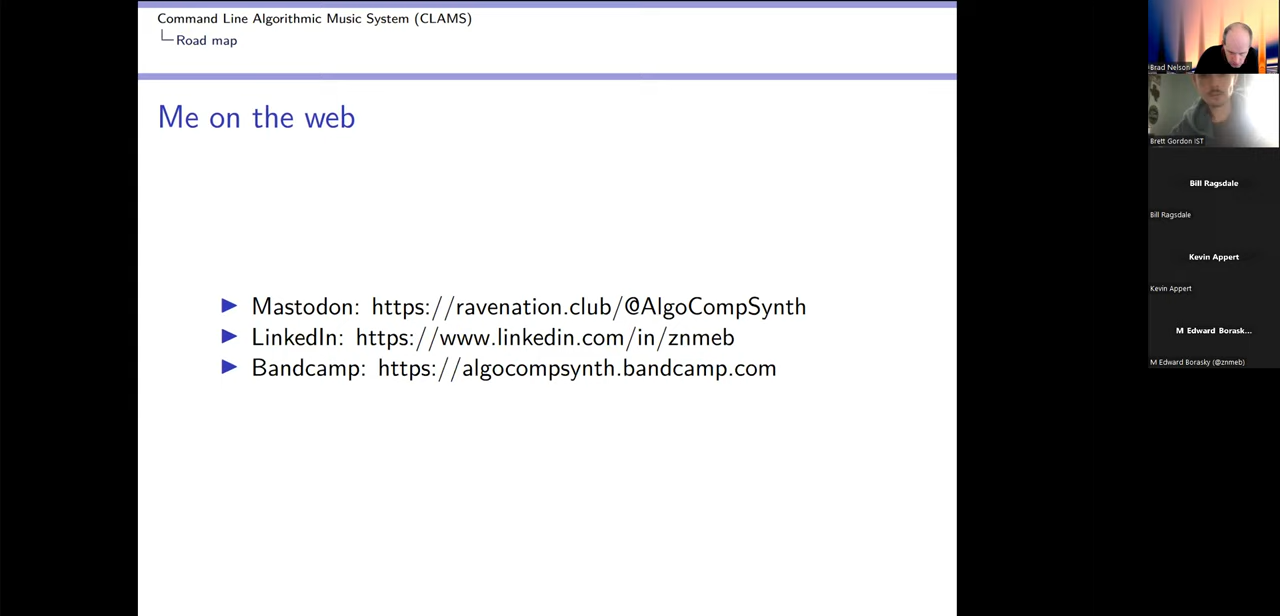 Command Line Algorithmic Music System (CLAMS)
Road map
Me on the web
Mastodon: https://ravenation.club/@AlgoCompSynth
LinkedIn: https://www.linkedin.com/in/znmeb
Bandcamp: https://algocompsynth.bandcamp.com
Brad Nelson
Brett Gordon IST
Bill Ragsdale
Bill Ragsdale
Kevin Appert
Kevin Appert
M Edward Borask...
M Edward Borasky (@znmeb)